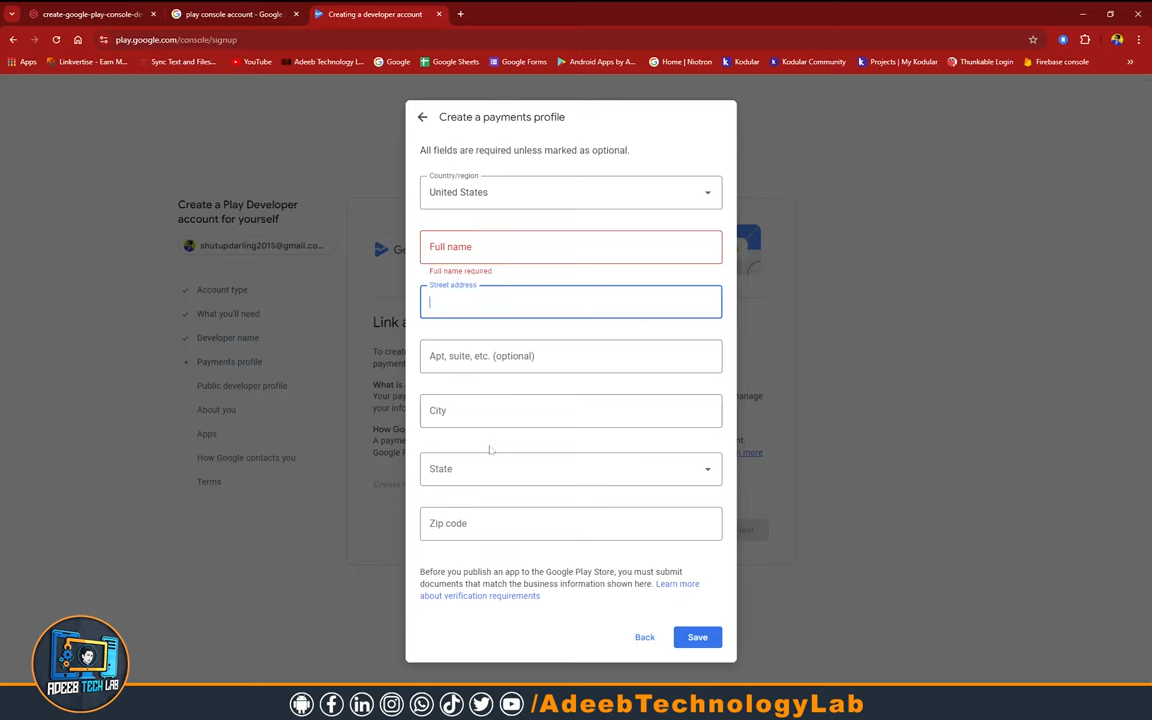 create-google-play-console-de
play console account - Google
Creating a developer account
play.google.com/console/signup
Apps
Linkvertise - Earn M...
Sync Text and Files...
YouTube
Adeeb Technology L...
Google
Google Sheets
Google Forms
Android Apps by A...
Home | Niotron
Kodular
Kodular Community
Projects | My Kodular
Thunkable Login
Firebase console
Create a Play Developer
account for yourself
shutupdarling2015@gmail.co...
Account type
What you'll need
Developer name
Payments profile
Public developer profile
About you
Apps
How Google contacts you
Terms
Create a payments profile
All fields are required unless marked as optional.
Country/region
United States
Full name
Full name required
Street address
Apt, suite, etc. (optional)
City
State
Zip code
Before you publish an app to the Google Play Store, you must submit
documents that match the business information shown here. Learn more
about verification requirements
Back
Save
ADEEB TECH LAB
/AdeebTechnologyLab